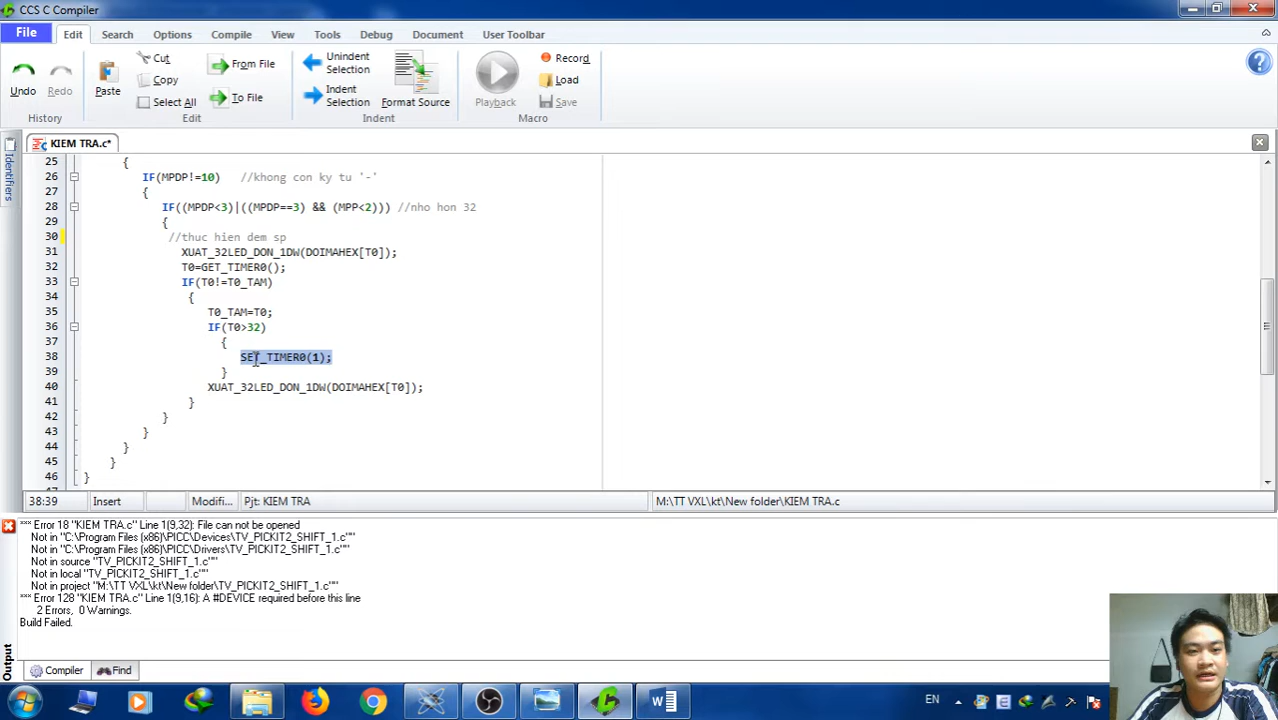 CCS C Compiler
File Edit Search Options Compile View Tools Debug Document User Toolbar
Undo Redo
History
Paste
Cut
Copy
Select All
From File
To File
Edit
Unindent Selection
Indent Selection
Format Source
Indent
Playback
Record
Load
Save
Macro
KIEM TRA.c*
Identifiers
25 {
26 IF(MPDP!=10) //khong con ky tu '-'
27 {
28 IF((MPDP<3)|((MPDP==3) && (MPP<2))) //nho hon 32
29 {
30 //thuc hien dem sp
31 XUAT_32LED_DON_1DW(DOIMAHEX[T0]);
32 T0=GET_TIMER0();
33 IF(T0!=T0_TAM)
34 {
35 T0_TAM=T0;
36 IF(T0>32)
37 {
38 SET_TIMER0(1);
39 }
40 XUAT_32LED_DON_1DW(DOIMAHEX[T0]);
41 }
42 }
43 }
44 }
45 }
46 }
38:39 Insert Modifi... Pjt: KIEM TRA M:\TT VXL\kt\New folder\KIEM TRA.c
*** Error 18 "KIEM TRA.c" Line 1(9,32): File can not be opened
Not in "C:\Program Files (x86)\PICC\Devices\TV_PICKIT2_SHIFT_1.c""
Not in "C:\Program Files (x86)\PICC\Drivers\TV_PICKIT2_SHIFT_1.c""
Not in source "TV_PICKIT2_SHIFT_1.c""
Not in local "TV_PICKIT2_SHIFT_1.c""
Not in project "M:\TT VXL\kt\New folder\TV_PICKIT2_SHIFT_1.c""
*** Error 128 "KIEM TRA.c" Line 1(9,16): A #DEVICE required before this line
2 Errors, 0 Warnings.
Build Failed.
Output
Compiler Find
EN